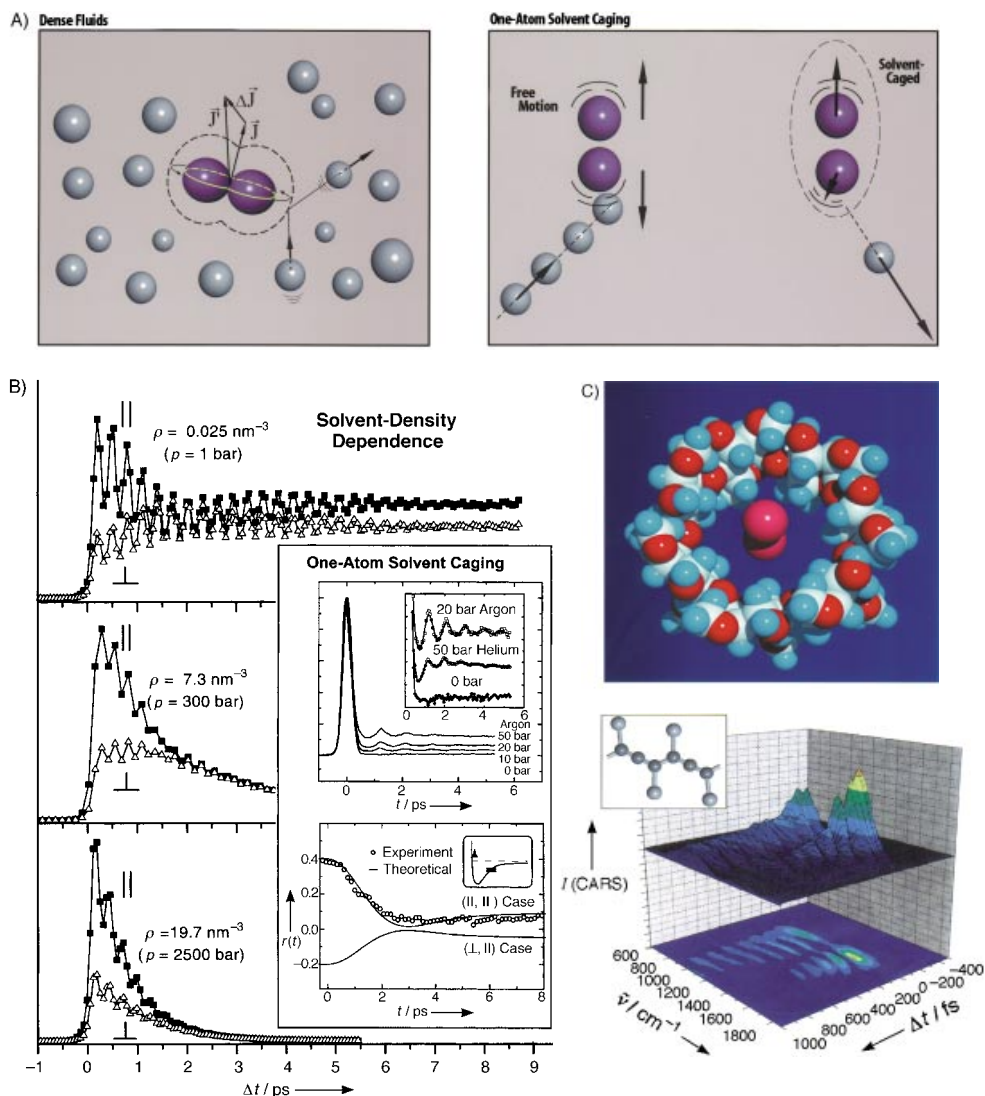 A)
Dense Fluids
One-Atom Solvent Caging
J⃗' ΔJ⃗ J⃗
Free
Motion
Solvent-
Caged
B)
||
ρ = 0.025 nm⁻³
(p = 1 bar)
Solvent-Density
Dependence
⊥
||
ρ = 7.3 nm⁻³
(p = 300 bar)
⊥
||
ρ =19.7 nm⁻³
(p = 2500 bar)
⊥
−1 0 1 2 3 4 5 6 7 8 9
Δt / ps
One-Atom Solvent Caging
20 bar Argon
50 bar Helium
0 bar
0 2 4 6
Argon
50 bar
20 bar
10 bar
0 bar
0 2 4 6
t / ps
Experiment
Theoretical
0.4
0.2
0.0
−0.2
r(t)
(||, ||) Case
(⊥, ||) Case
0 2 4 6 8
t / ps
C)
I (CARS)
600
800
1000
1200
1400
1600
1800
ν̃ / cm⁻¹
−400
−200
0
200
400
600
800
1000
Δt / fs